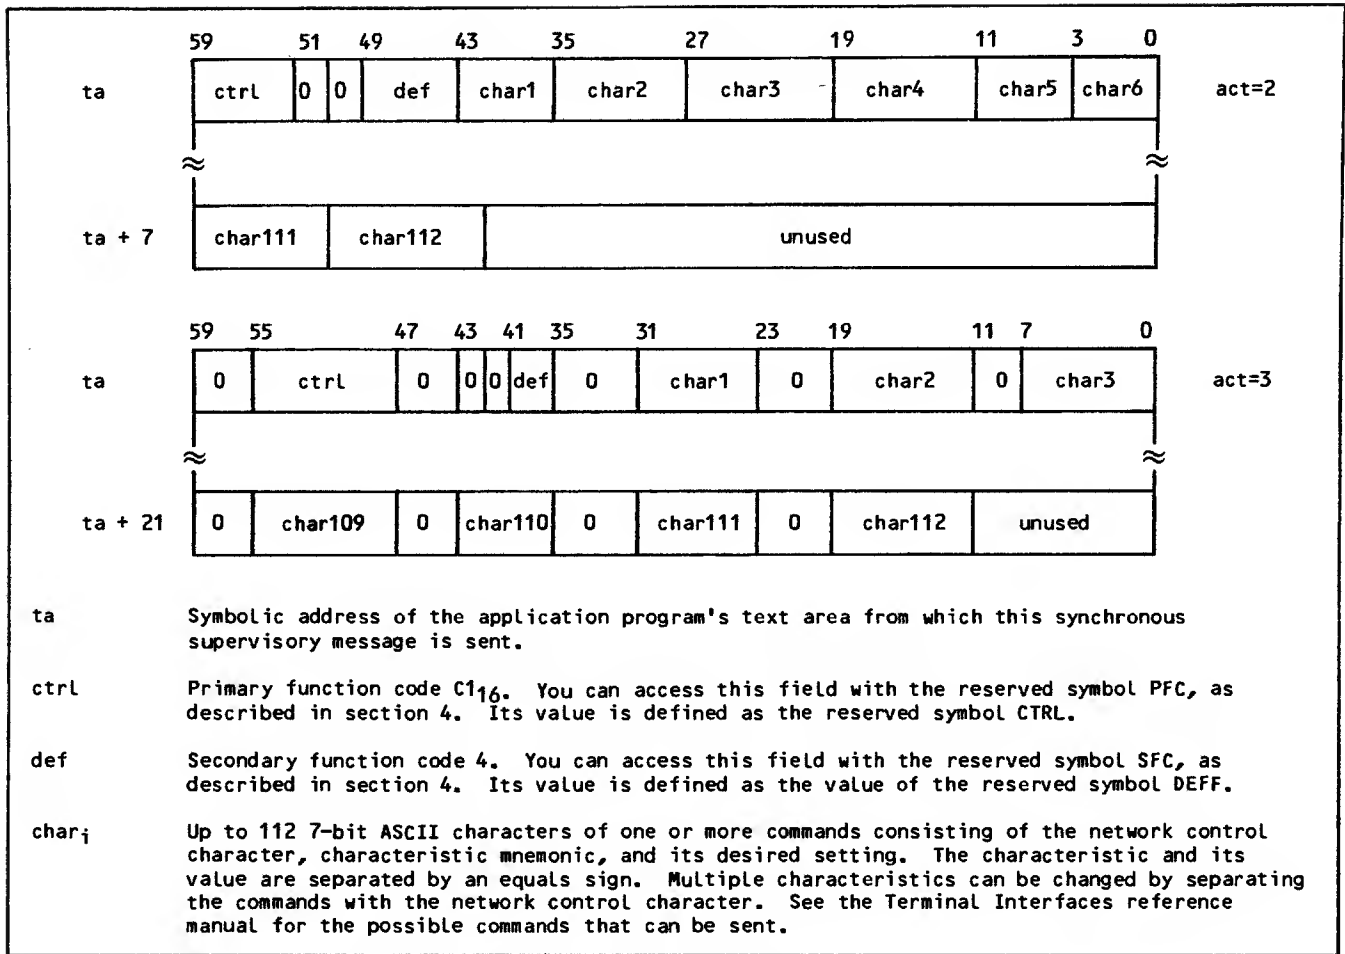 59 51 49 43 35 27 19 11 3 0
ta ctrl 0 0 def char1 char2 char3 char4 char5 char6 act=2
≈ ≈
ta + 7 char111 char112 unused
59 55 47 43 41 35 31 23 19 11 7 0
ta 0 ctrl 0 0 0 def 0 char1 0 char2 0 char3 act=3
≈ ≈
ta + 21 0 char109 0 char110 0 char111 0 char112 unused
ta Symbolic address of the application program's text area from which this synchronous
supervisory message is sent.
ctrl Primary function code C1₁₆. You can access this field with the reserved symbol PFC, as
described in section 4. Its value is defined as the reserved symbol CTRL.
def Secondary function code 4. You can access this field with the reserved symbol SFC, as
described in section 4. Its value is defined as the value of the reserved symbol DEFF.
charᵢ Up to 112 7-bit ASCII characters of one or more commands consisting of the network control
character, characteristic mnemonic, and its desired setting. The characteristic and its
value are separated by an equals sign. Multiple characteristics can be changed by separating
the commands with the network control character. See the Terminal Interfaces reference
manual for the possible commands that can be sent.